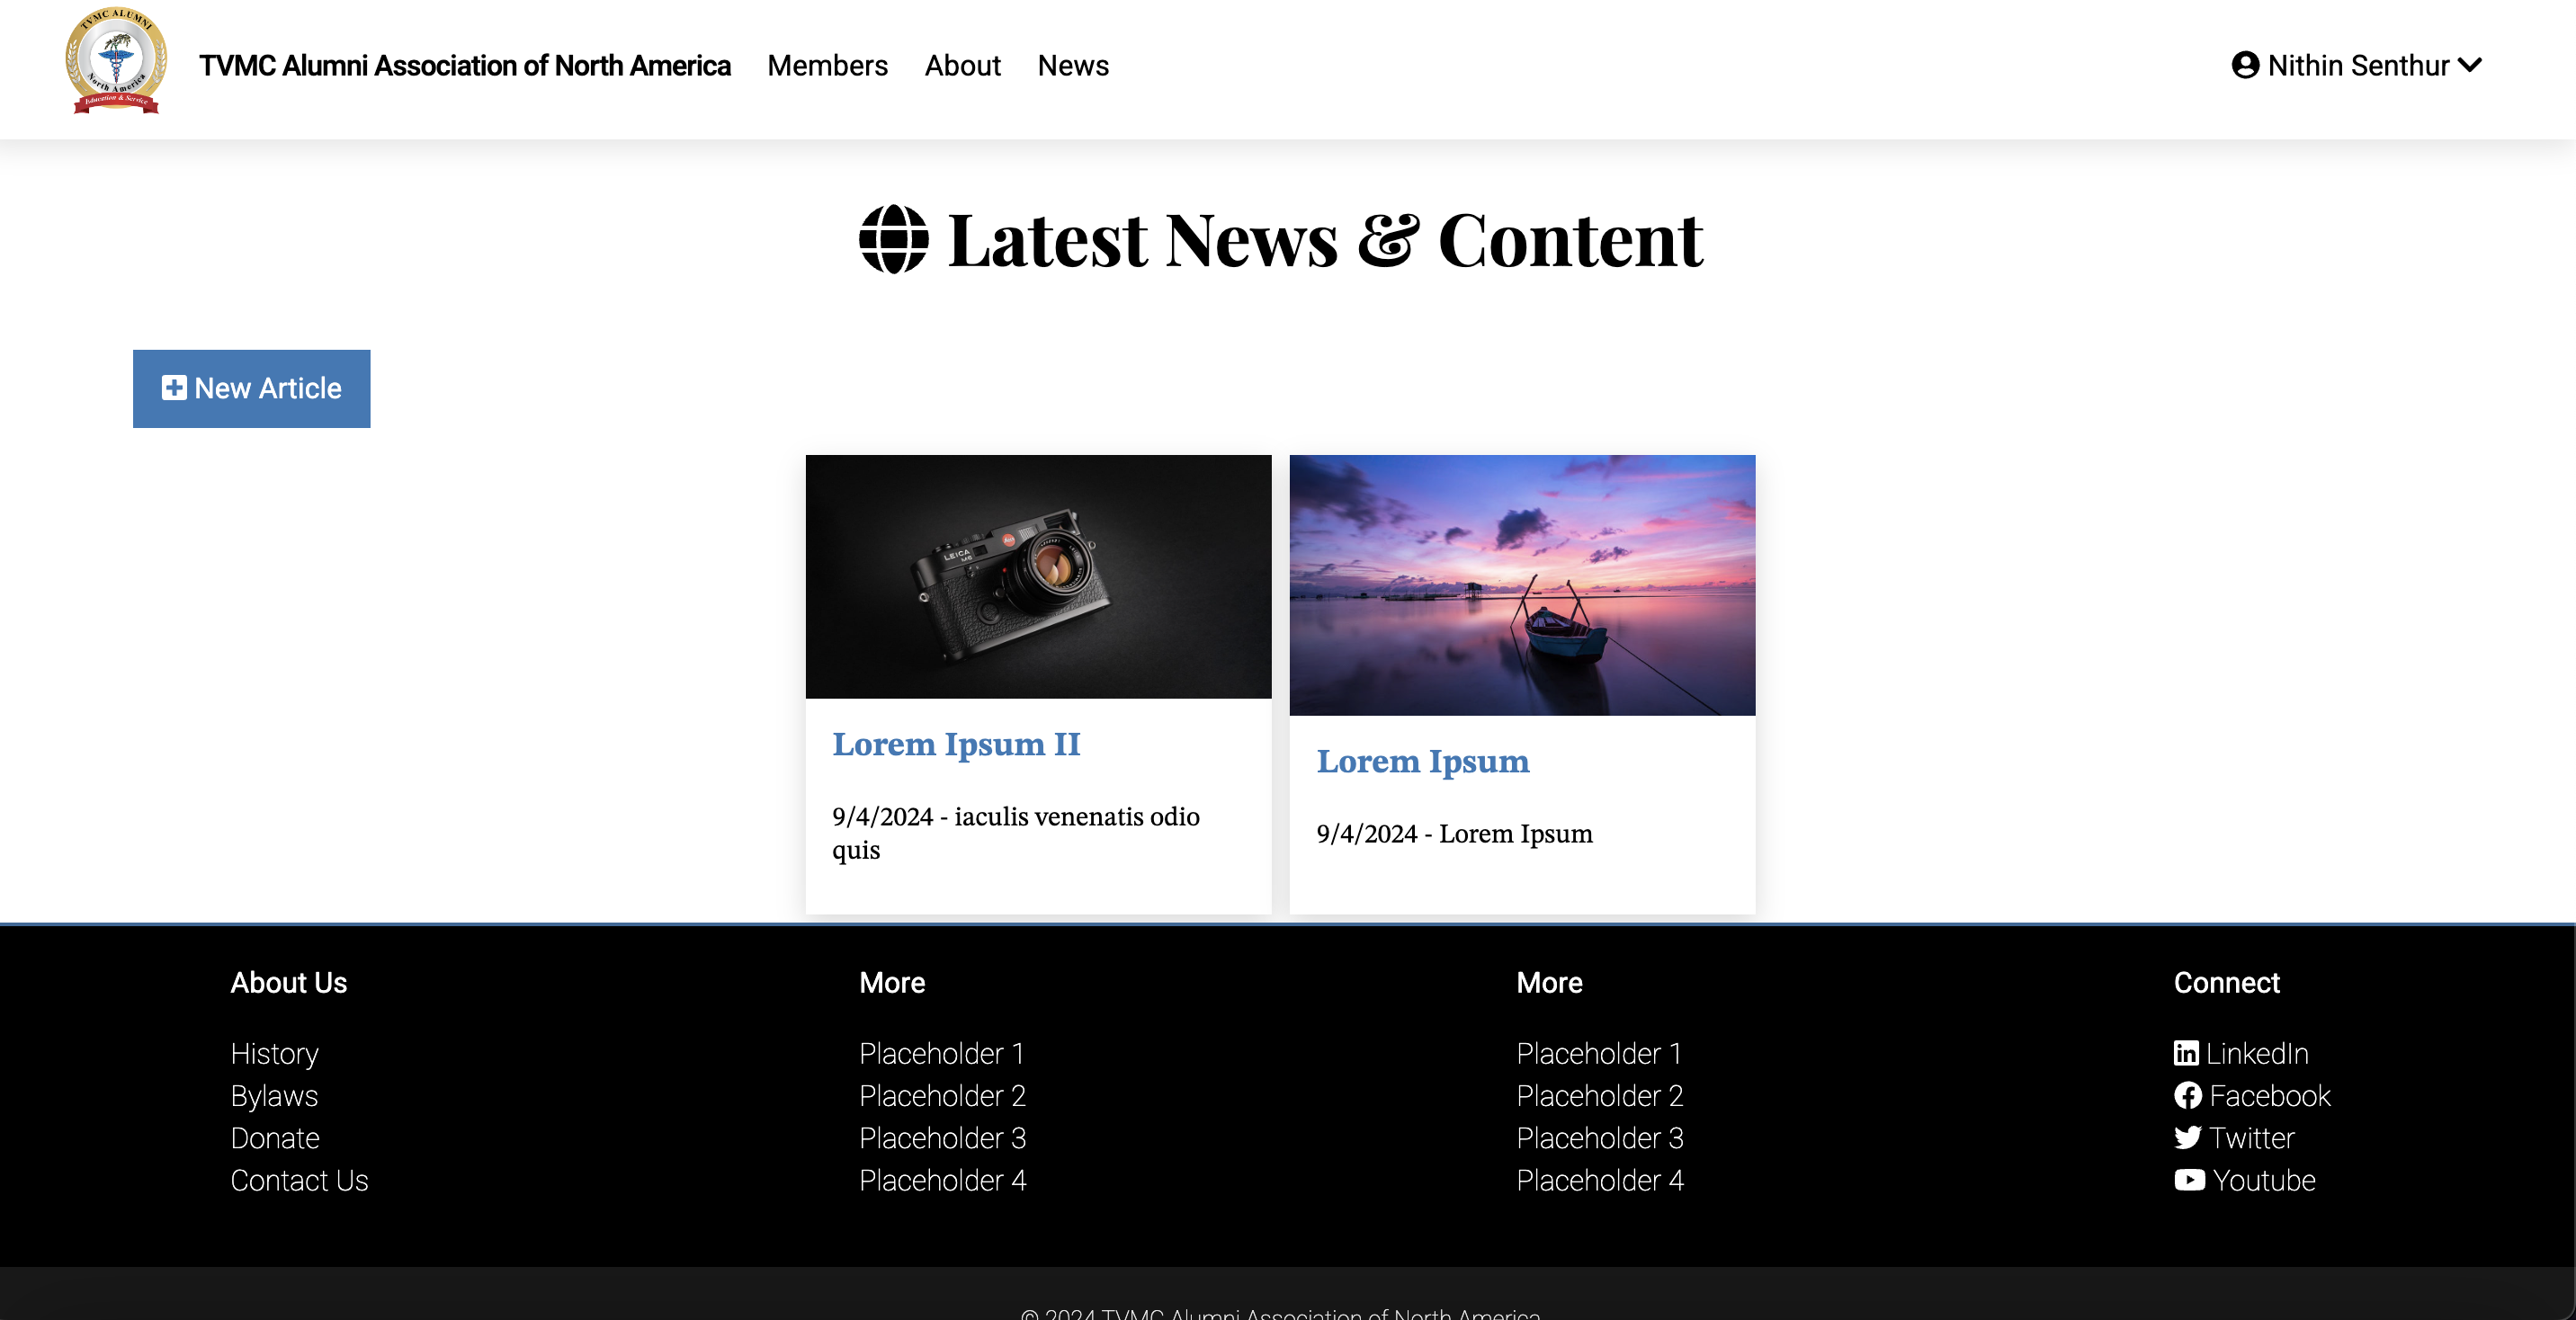 TVMC ALUMNI
North America
Education & Service
TVMC Alumni Association of North America
Members
About
News
Nithin Senthur
Latest News & Content
New Article
LEICA
M6
Leica
Lorem Ipsum II
9/4/2024 - iaculis venenatis odio
quis
Lorem Ipsum
9/4/2024 - Lorem Ipsum
About Us
History
Bylaws
Donate
Contact Us
More
Placeholder 1
Placeholder 2
Placeholder 3
Placeholder 4
More
Placeholder 1
Placeholder 2
Placeholder 3
Placeholder 4
Connect
LinkedIn
Facebook
Twitter
Youtube
© 2024 TVMC Alumni Association of North America